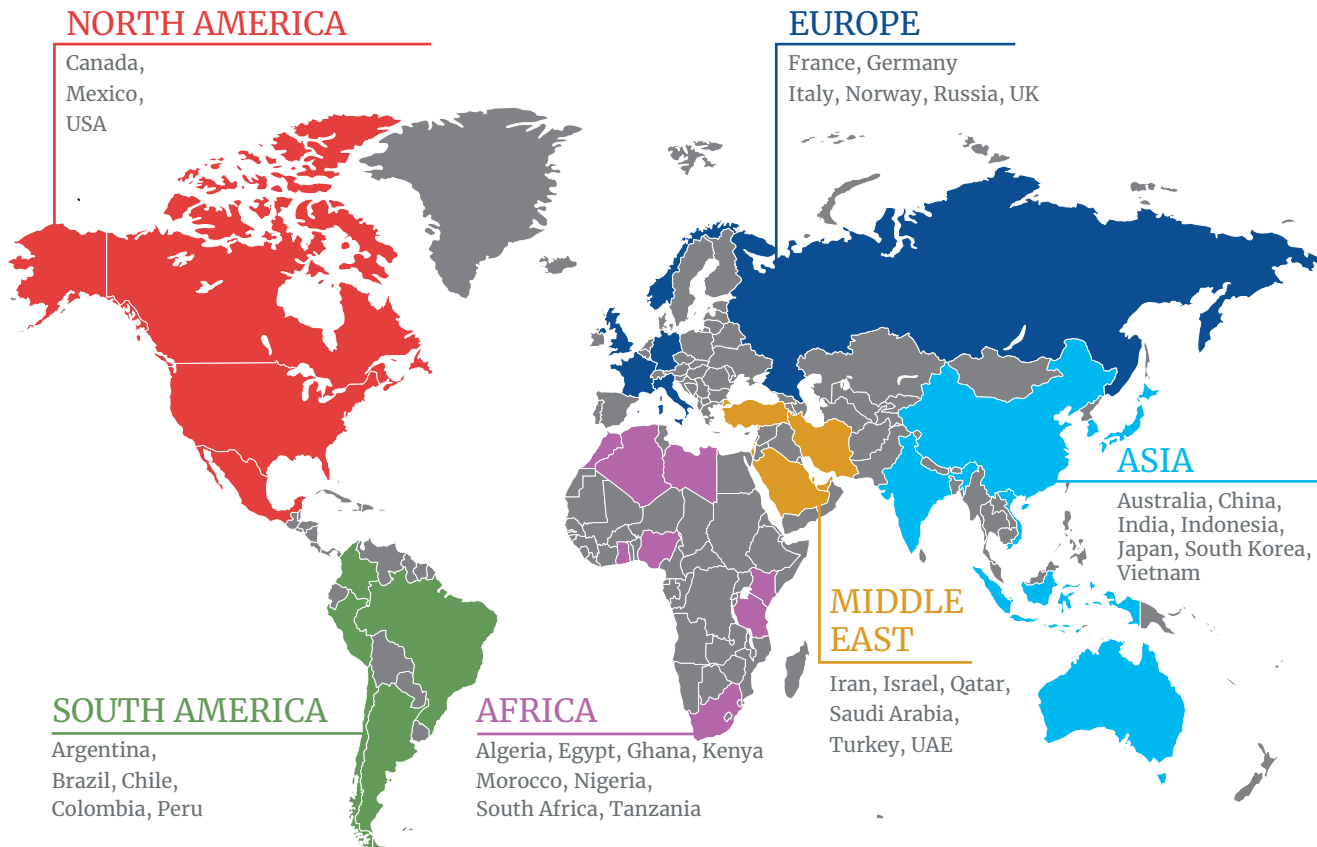 NORTH AMERICA
Canada,
Mexico,
USA
EUROPE
France, Germany
Italy, Norway, Russia, UK
ASIA
Australia, China,
India, Indonesia,
Japan, South Korea,
Vietnam
MIDDLE
EAST
Iran, Israel, Qatar,
Saudi Arabia,
Turkey, UAE
SOUTH AMERICA
Argentina,
Brazil, Chile,
Colombia, Peru
AFRICA
Algeria, Egypt, Ghana, Kenya
Morocco, Nigeria,
South Africa, Tanzania